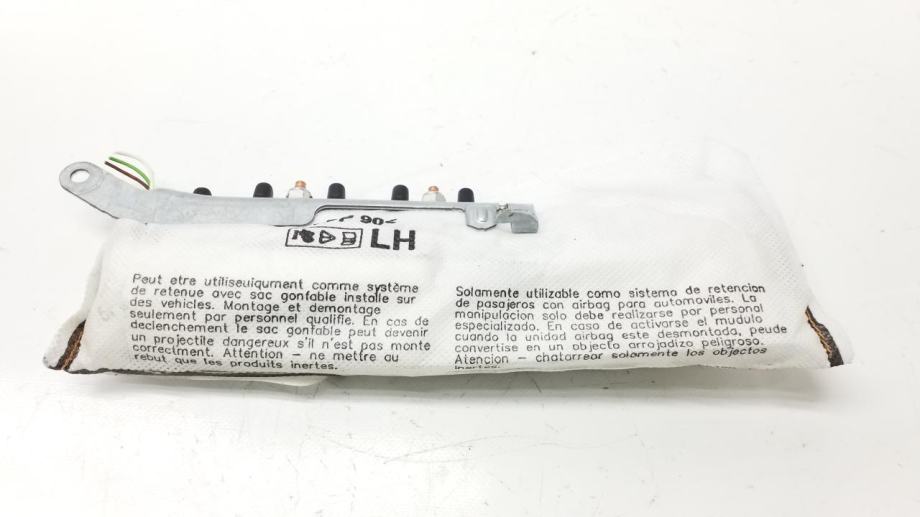 90<
LH
Peut etre utiliseuiqurnent comme système
de retenue avec sac gonfable installe sur
des vehicles. Montage et demontage
seulement par personnel qualifie. En cas de
declenchement le sac gonfable peut devenir
un projectile dangereux s'il n'est pas monte
correctment. Attention - ne mettre au
rebut que les produits inertes.
Solamente utilizable como sistema de retencion
de pasajeros con airbag para automoviles. La
manipulacion solo debe realizarse por personal
especializado. En caso de activarse el mudulo
cuando la unidad airbag este desmontada, peude
convertise en un objecto arrojadizo peligroso.
Atencion - chatarrear solamente los objectos
inertes.